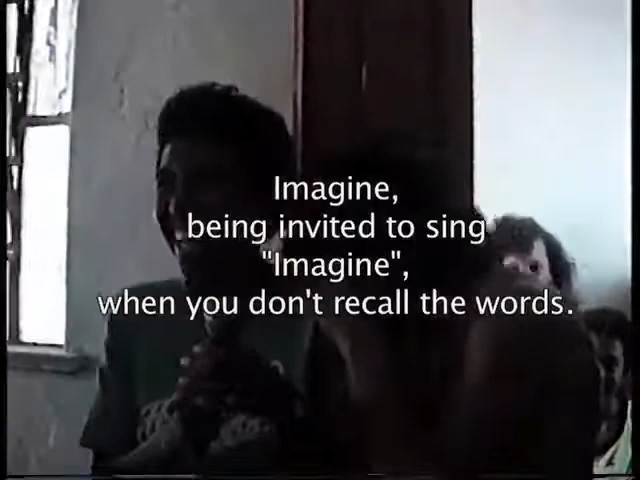 Imagine,
being invited to sing
"Imagine",
when you don't recall the words.